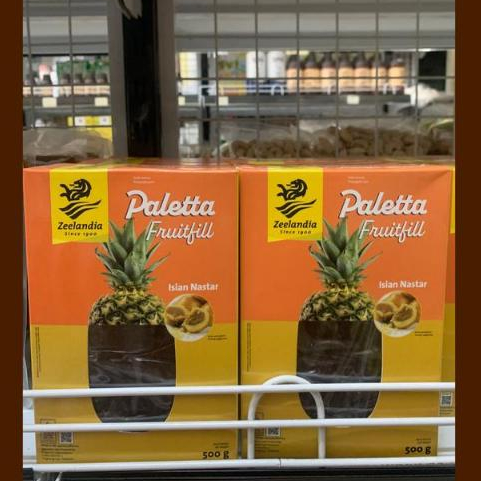 Zeelandia
Since 1900
Paletta
Fruitfill
Isian Nastar
500 g
Zeelandia
Since 1900
Paletta
Fruitfill
Isian Nastar
500 g